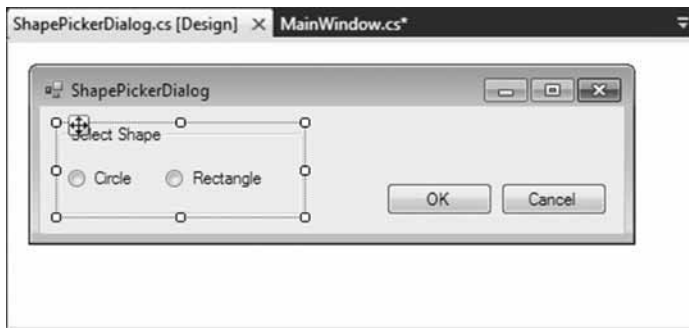 ShapePickerDialog.cs [Design] MainWindow.cs*
ShapePickerDialog
Select Shape
Circle Rectangle
OK Cancel